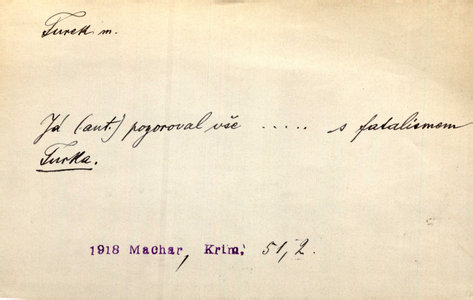 Turek m.
Já (aut.) pozoroval vše ..... s fatalismem
Turka.
1918 Machar, Krim, 51,2.